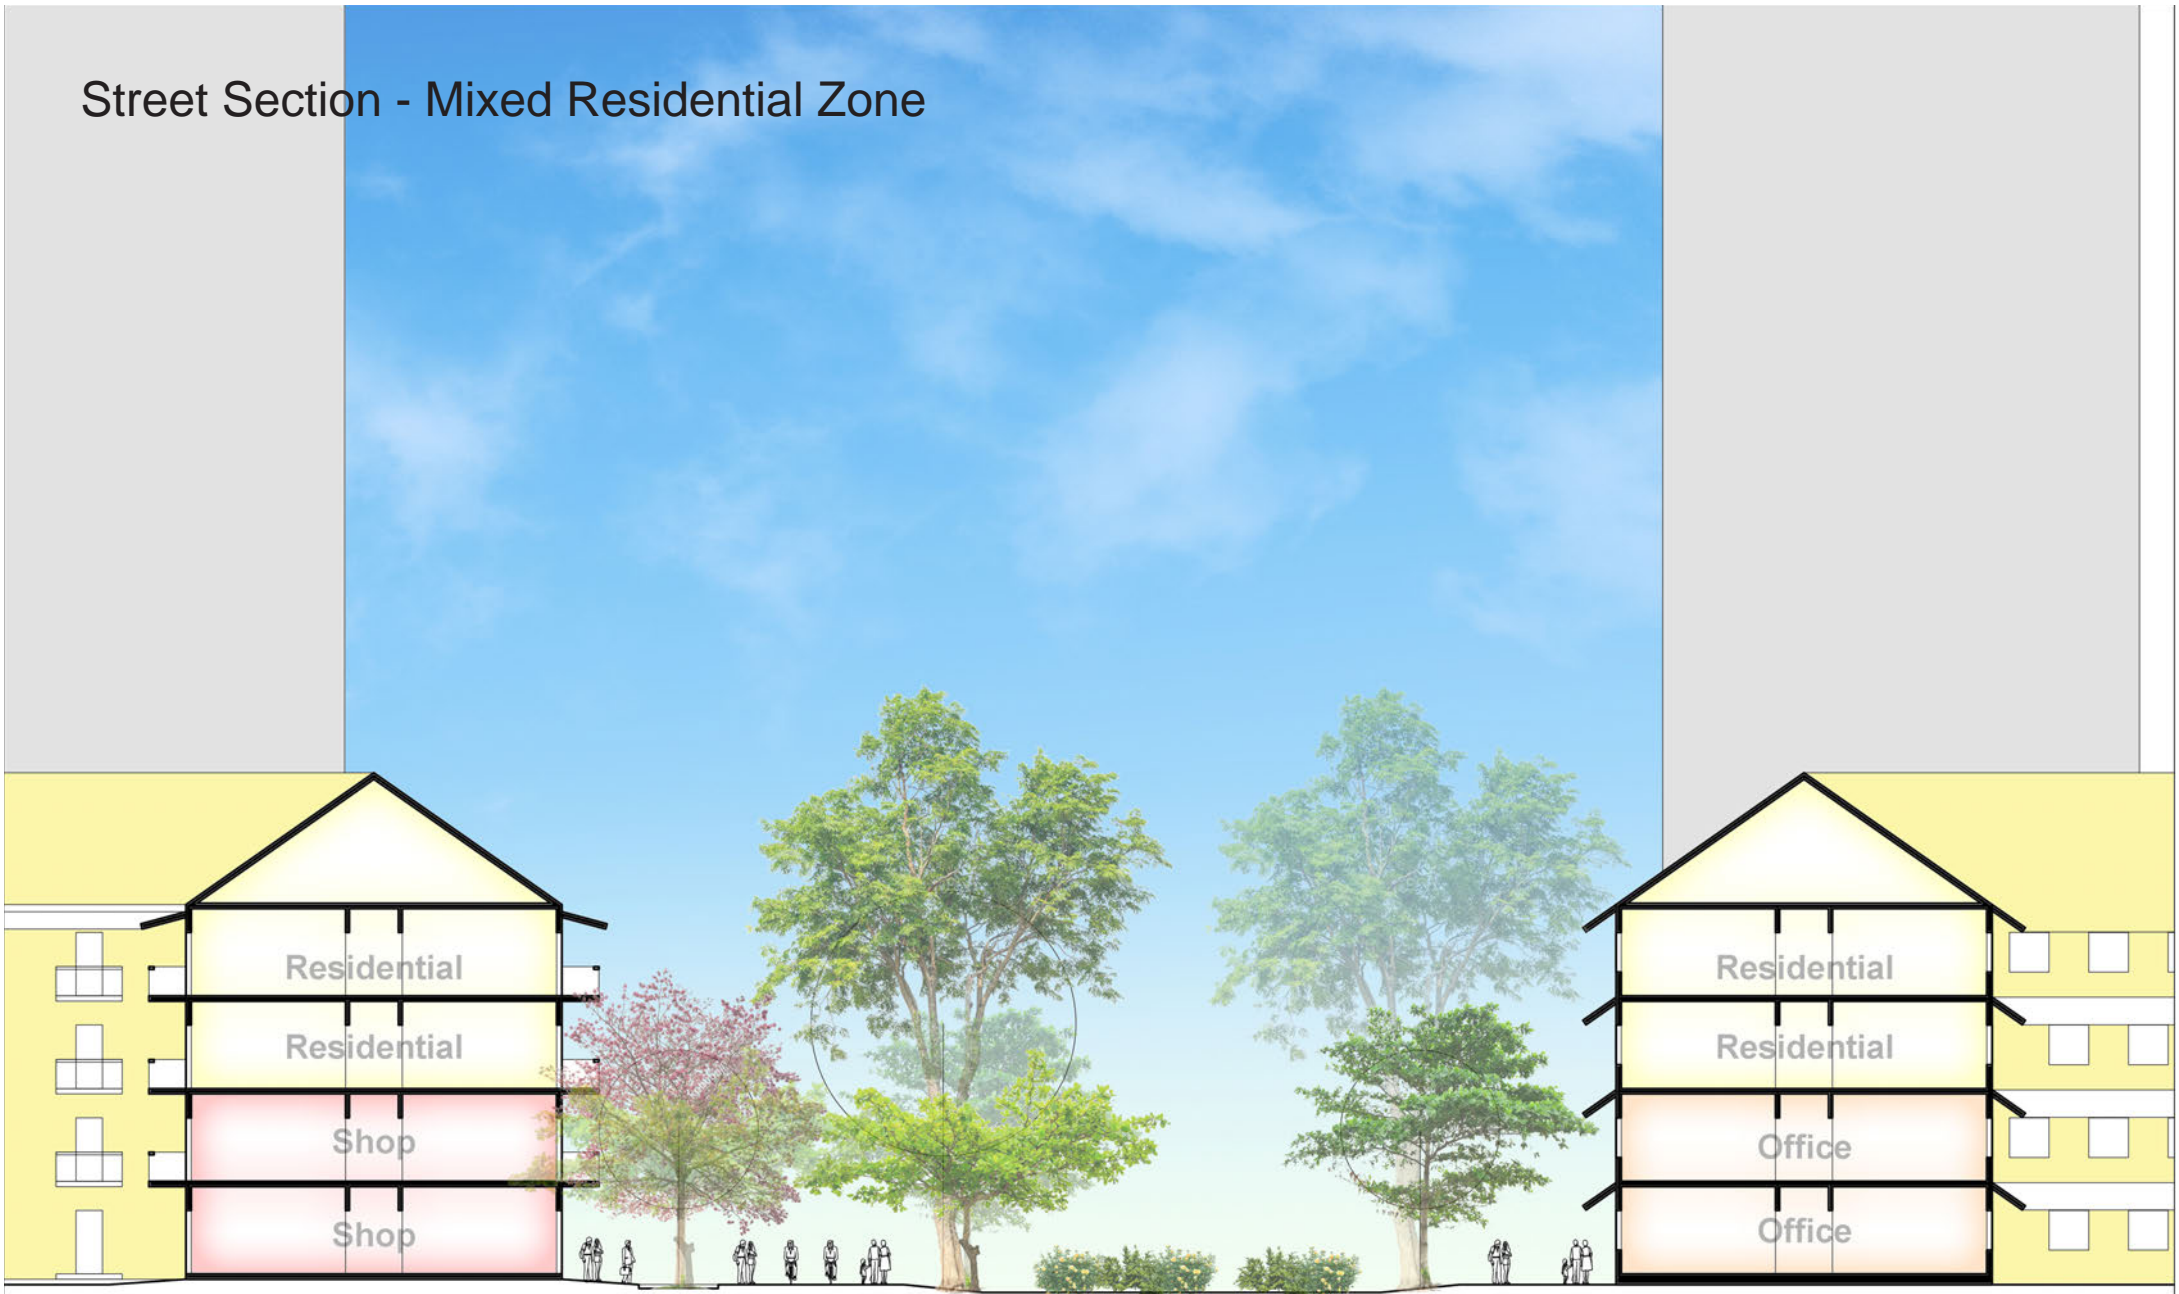 Street Section - Mixed Residential Zone
Residential
Residential
Shop
Shop
Residential
Residential
Office
Office